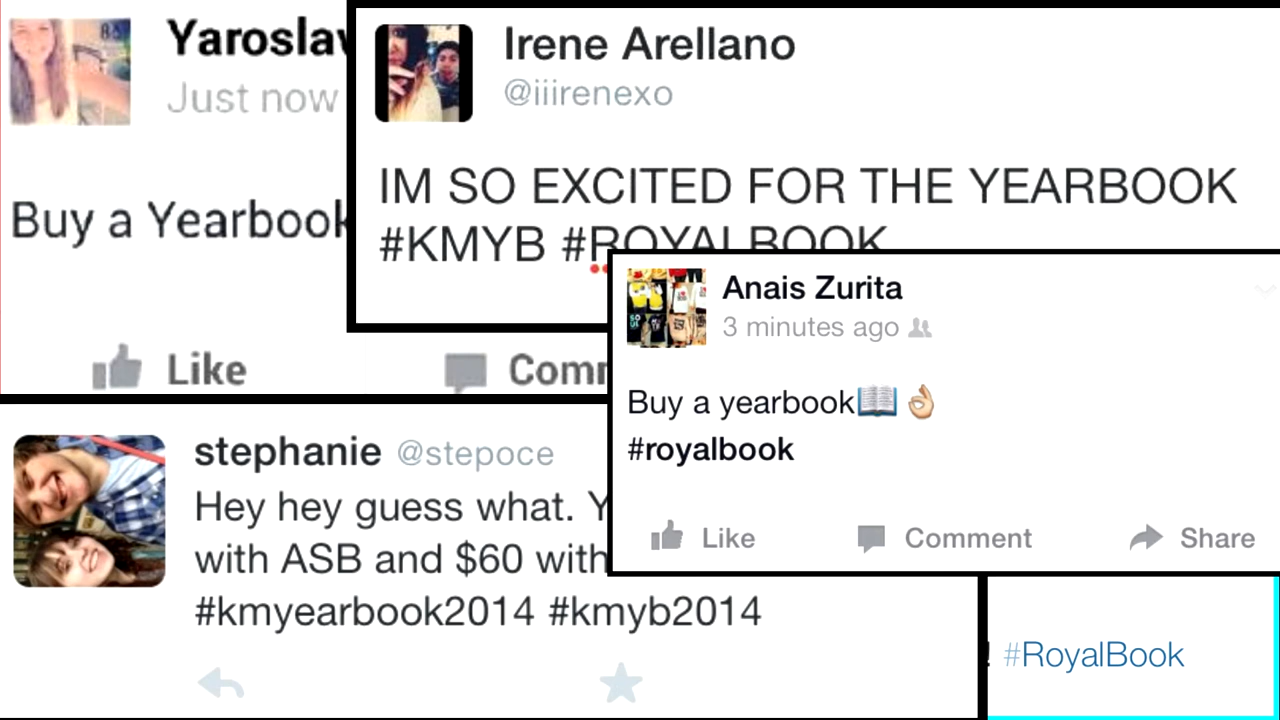 Just now
Buy a Yearbook
Like
Irene Arellano
@iiirenexo
IM SO EXCITED FOR THE YEARBOOK
#KMYB #ROYALBOOK
Anais Zurita
3 minutes ago
Buy a yearbook📖👌
#royalbook
Like Comment Share
stephanie @stepoce
Hey hey guess what.
with ASB and $60 with
#kmyearbook2014 #kmyb2014
! #RoyalBook